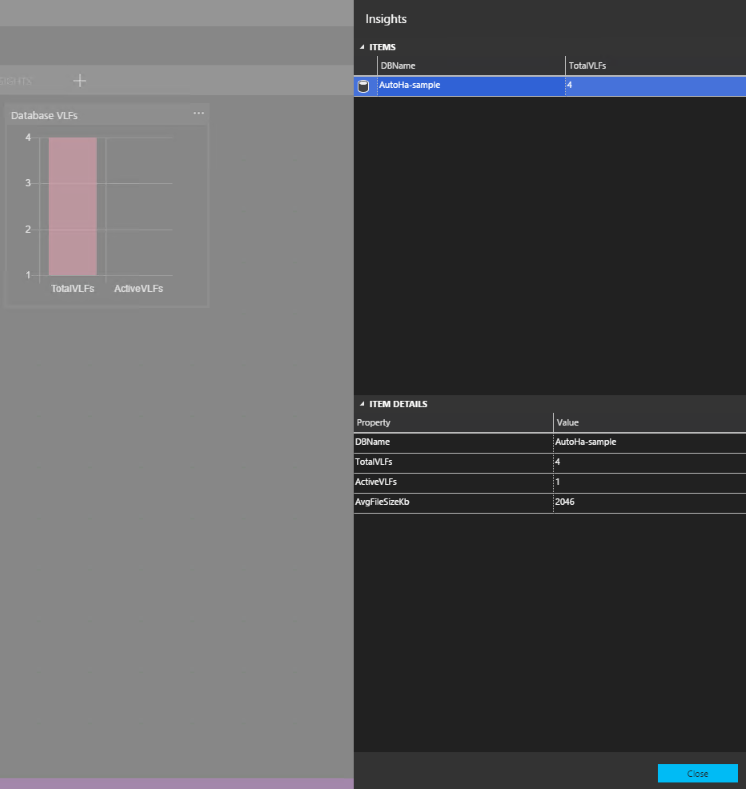 Insights
ITEMS
DBName TotalVLFs
AutoHa-sample 4
Database VLFs ...
4
3
2
1
TotalVLFs ActiveVLFs
ITEM DETAILS
Property Value
DBName AutoHa-sample
TotalVLFs 4
ActiveVLFs 1
AvgFileSizeKb 2046
Close